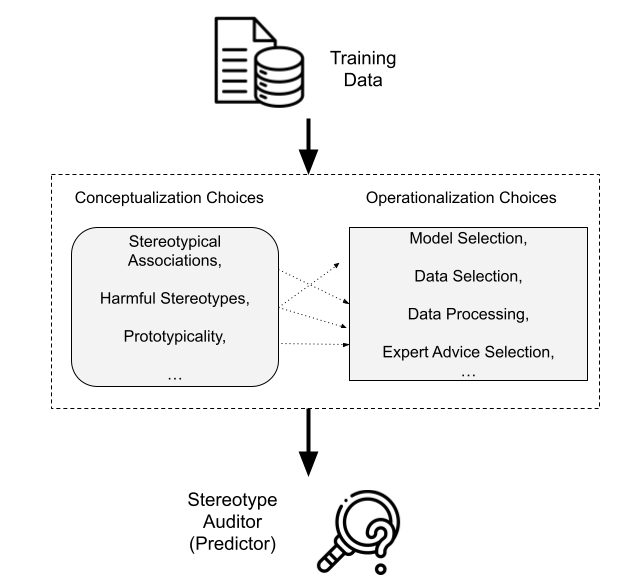 Training
Data
Conceptualization Choices
Operationalization Choices
Stereotypical
Associations,
Harmful Stereotypes,
Prototypicality,
...
Model Selection,
Data Selection,
Data Processing,
Expert Advice Selection,
...
Stereotype
Auditor
(Predictor)
?